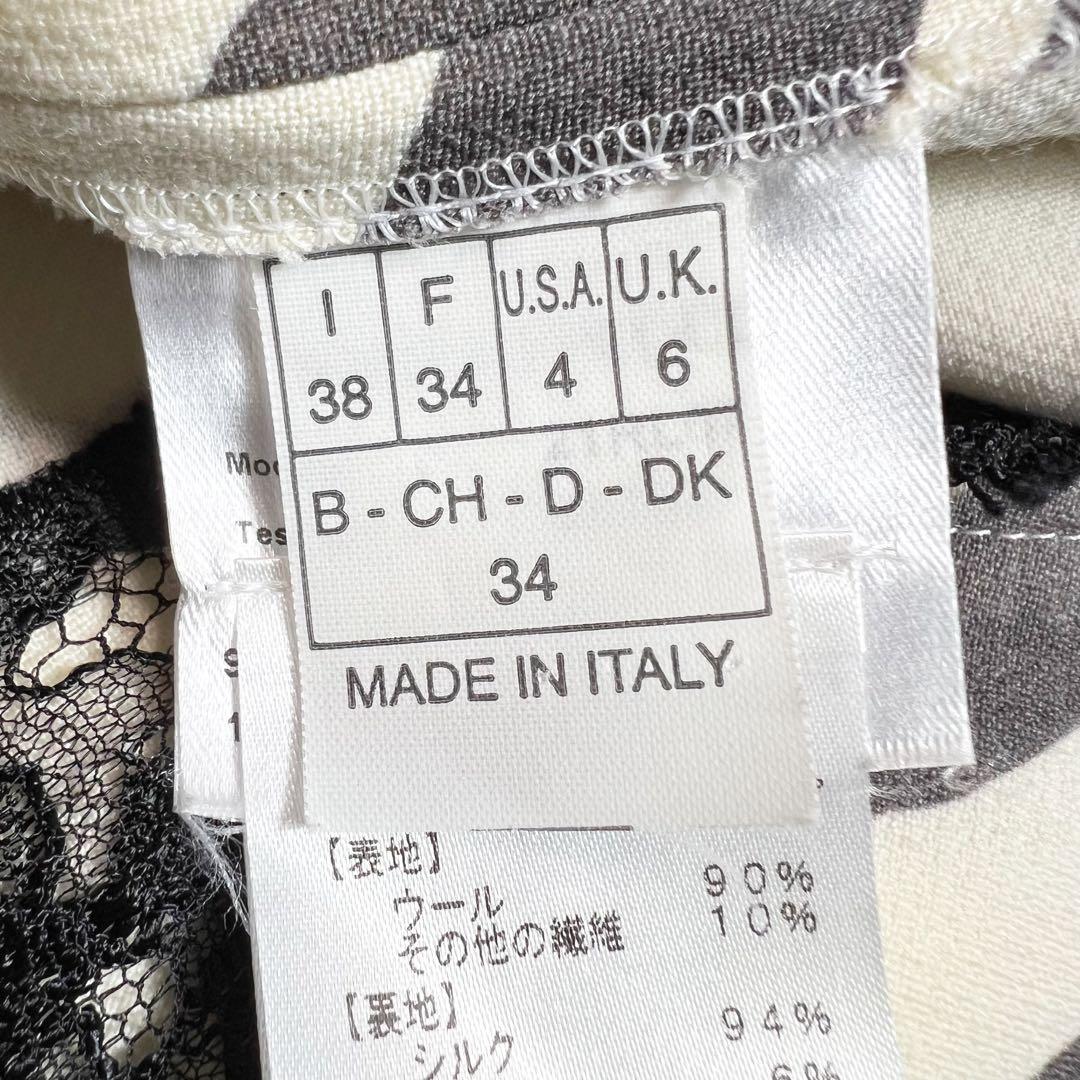 I F U.S.A. U.K.
38 34 4 6
B - CH - D - DK
34
MADE IN ITALY
【表地】
ウール 90%
その他の繊維 10%
【裏地】
シルク 94%
6%